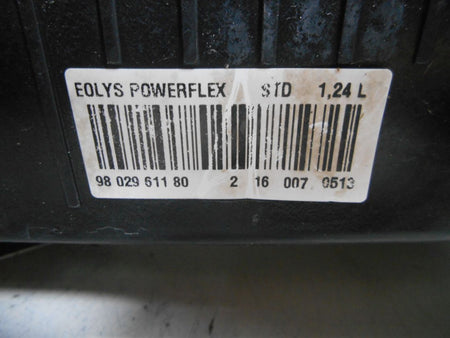 EOLYS POWERFLEX STD 1,24 L
98 029 611 80 2 16 007 0513